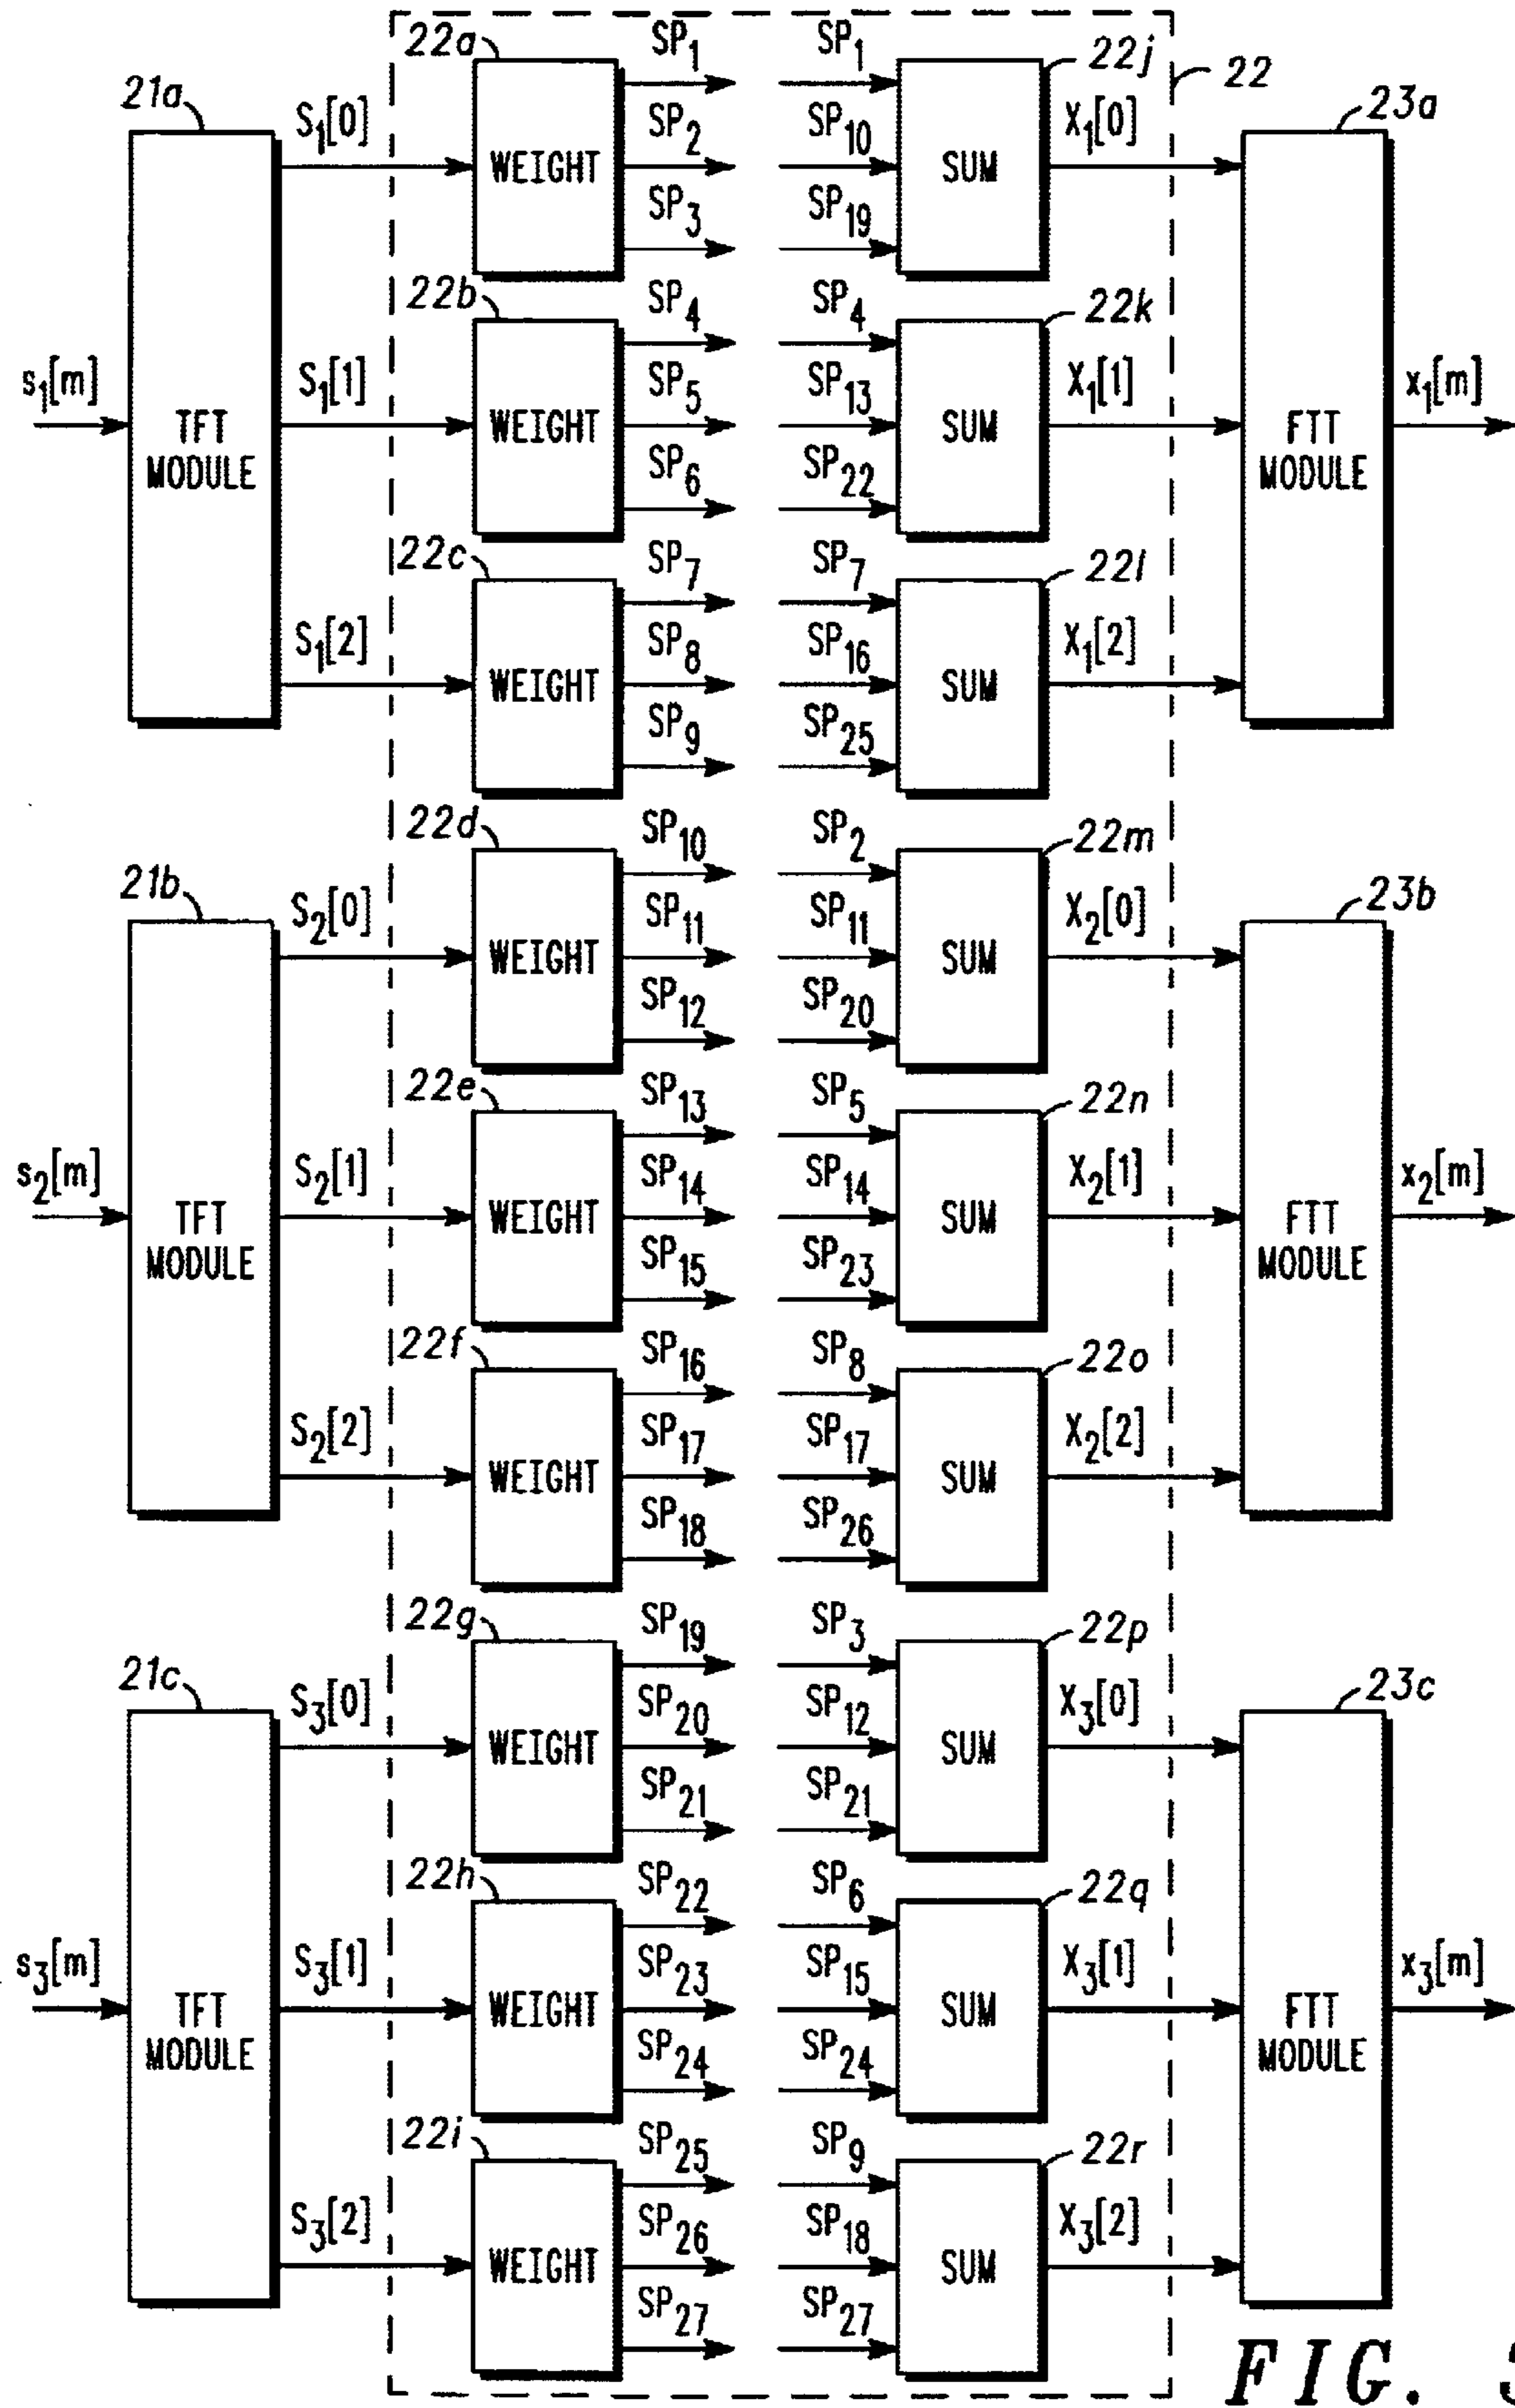 22a SP₁ SP₁ 22j 22
21a S₁[0] SP₂ SP₁₀ X₁[0] 23a
WEIGHT SUM
SP₃ SP₁₉
22b SP₄ SP₄ 22k
s₁[m] S₁[1] SP₅ SP₁₃ X₁[1] x₁[m]
TFT MODULE WEIGHT SUM FTT MODULE
SP₆ SP₂₂
22c SP₇ SP₇ 22l
S₁[2] SP₈ SP₁₆ X₁[2]
WEIGHT SUM
SP₉ SP₂₅
22d SP₁₀ SP₂ 22m
21b S₂[0] SP₁₁ SP₁₁ X₂[0] 23b
WEIGHT SUM
SP₁₂ SP₂₀
22e SP₁₃ SP₅ 22n
s₂[m] S₂[1] SP₁₄ SP₁₄ X₂[1] x₂[m]
TFT MODULE WEIGHT SUM FTT MODULE
SP₁₅ SP₂₃
22f SP₁₆ SP₈ 22o
S₂[2] SP₁₇ SP₁₇ X₂[2]
WEIGHT SUM
SP₁₈ SP₂₆
22g SP₁₉ SP₃ 22p
21c S₃[0] SP₂₀ SP₁₂ X₃[0] 23c
WEIGHT SUM
SP₂₁ SP₂₁
22h SP₂₂ SP₆ 22q
s₃[m] S₃[1] SP₂₃ SP₁₅ X₃[1] x₃[m]
TFT MODULE WEIGHT SUM FTT MODULE
SP₂₄ SP₂₄
22i SP₂₅ SP₉ 22r
S₃[2] SP₂₆ SP₁₈ X₃[2]
WEIGHT SUM
SP₂₇ SP₂₇
FIG.